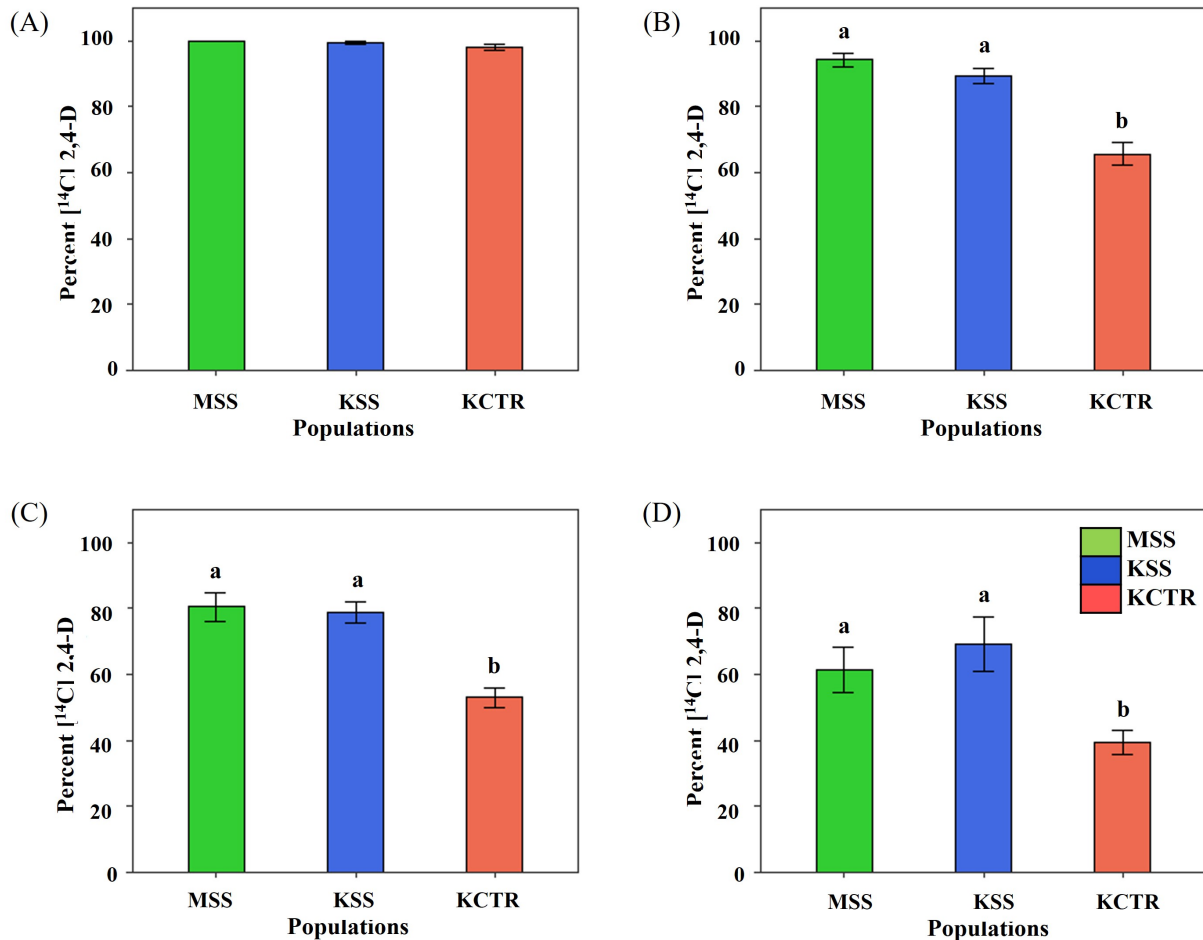 (A)
100
80
60
40
20
0
Percent [¹⁴C] 2,4-D
MSS KSS KCTR
Populations
(B)
100
80
60
40
20
0
Percent [¹⁴C] 2,4-D
a a b
MSS KSS KCTR
Populations
(C)
100
80
60
40
20
0
Percent [¹⁴C] 2,4-D
a a b
MSS KSS KCTR
Populations
(D)
100
80
60
40
20
0
Percent [¹⁴C] 2,4-D
a a b
MSS
KSS
KCTR
MSS KSS KCTR
Populations